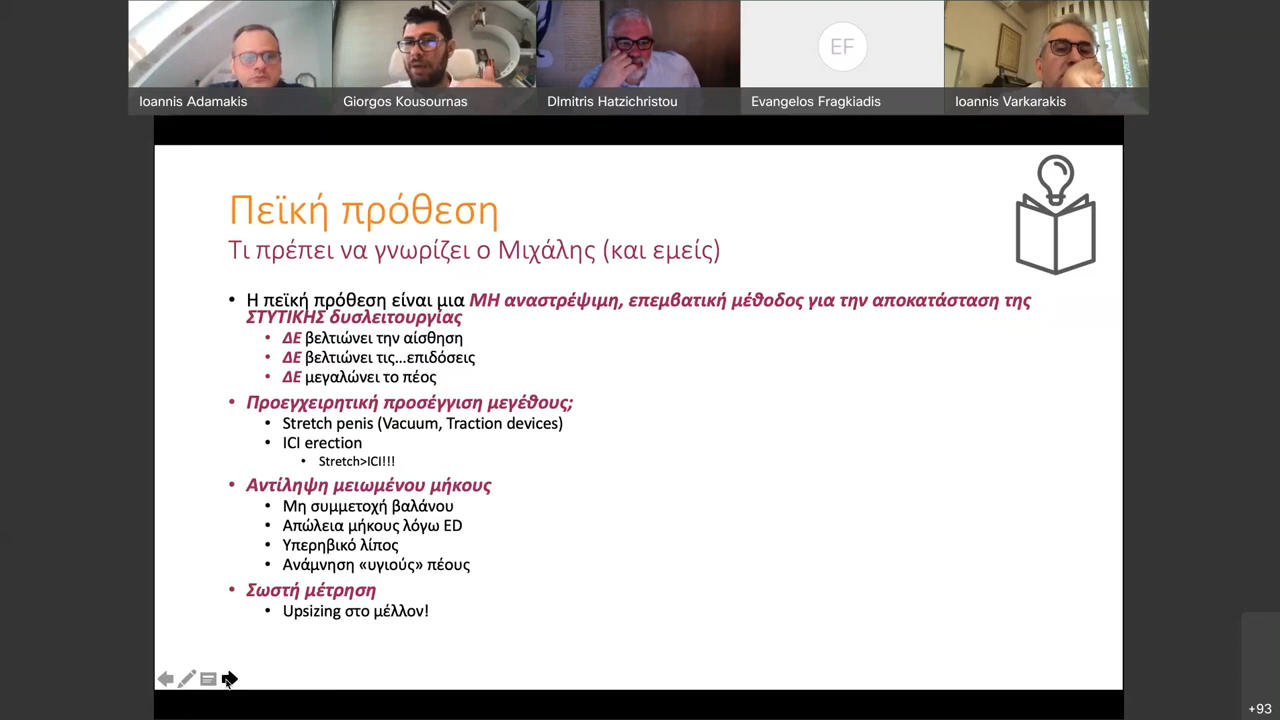 Ioannis Adamakis
Giorgos Kousournas
DImitris Hatzichristou
EF
Evangelos Fragkiadis
Ioannis Varkarakis
Πεϊκή πρόθεση
Τι πρέπει να γνωρίζει ο Μιχάλης (και εμείς)
• Η πεϊκή πρόθεση είναι μια ΜΗ αναστρέψιμη, επεμβατική μέθοδος για την αποκατάσταση της
ΣΤΥΤΙΚΗΣ δυσλειτουργίας
• ΔΕ βελτιώνει την αίσθηση
• ΔΕ βελτιώνει τις...επιδόσεις
• ΔΕ μεγαλώνει το πέος
• Προεγχειρητική προσέγγιση μεγέθους;
• Stretch penis (Vacuum, Traction devices)
• ICI erection
• Stretch>ICI!!!
• Αντίληψη μειωμένου μήκους
• Μη συμμετοχή βαλάνου
• Απώλεια μήκους λόγω ED
• Υπερηβικό λίπος
• Ανάμνηση «υγιούς» πέους
• Σωστή μέτρηση
• Upsizing στο μέλλον!
+93